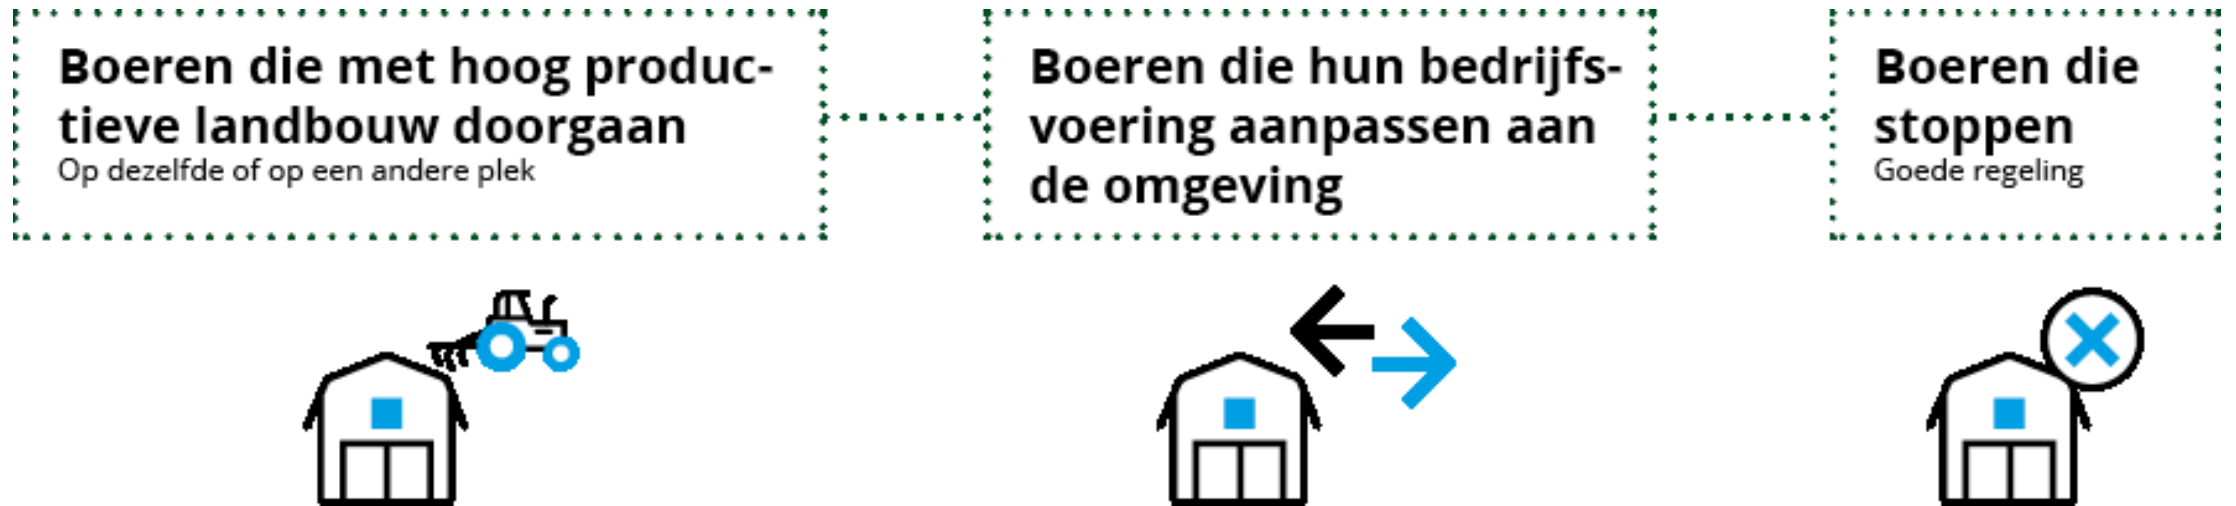 Boeren die met hoog produc-
tieve landbouw doorgaan
Op dezelfde of op een andere plek
Boeren die hun bedrijfs-
voering aanpassen aan
de omgeving
Boeren die
stoppen
Goede regeling